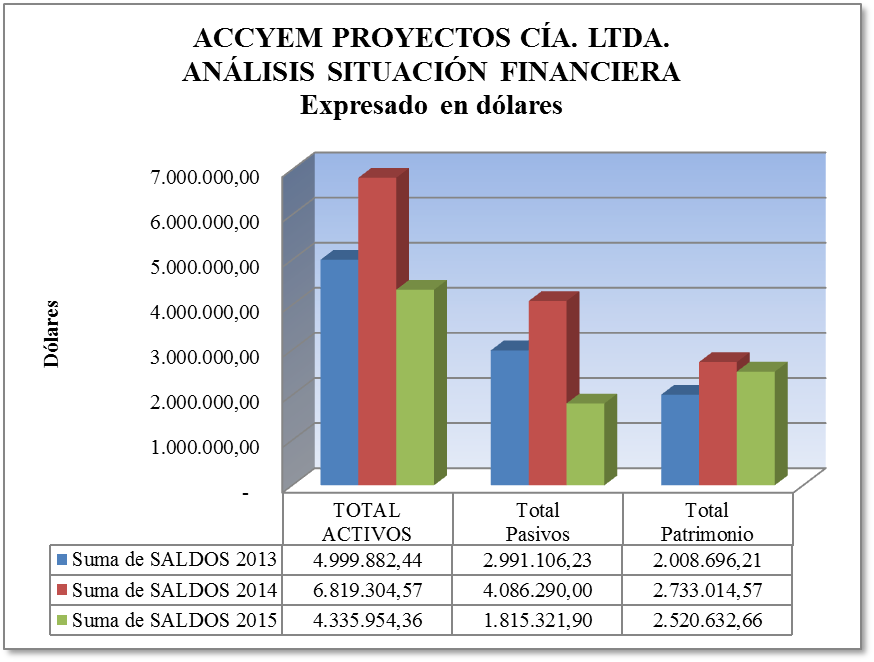 ACCYEM PROYECTOS CÍA. LTDA.
ANÁLISIS SITUACIÓN FINANCIERA
Expresado en dólares
Dólares
7.000.000,00
6.000.000,00
5.000.000,00
4.000.000,00
3.000.000,00
2.000.000,00
1.000.000,00
-
TOTAL ACTIVOS Total Pasivos Total Patrimonio
Suma de SALDOS 2013 4.999.882,44 2.991.106,23 2.008.696,21
Suma de SALDOS 2014 6.819.304,57 4.086.290,00 2.733.014,57
Suma de SALDOS 2015 4.335.954,36 1.815.321,90 2.520.632,66